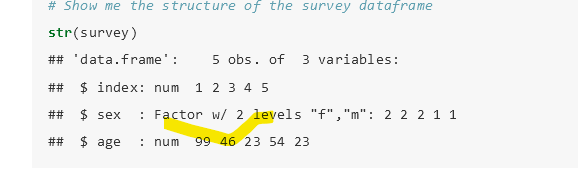 # Show me the structure of the survey dataframe
str(survey)
## 'data.frame':    5 obs. of  3 variables:
##  $ index: num  1 2 3 4 5
##  $ sex  : Factor w/ 2 levels "f","m": 2 2 2 1 1
##  $ age  : num  99 46 23 54 23